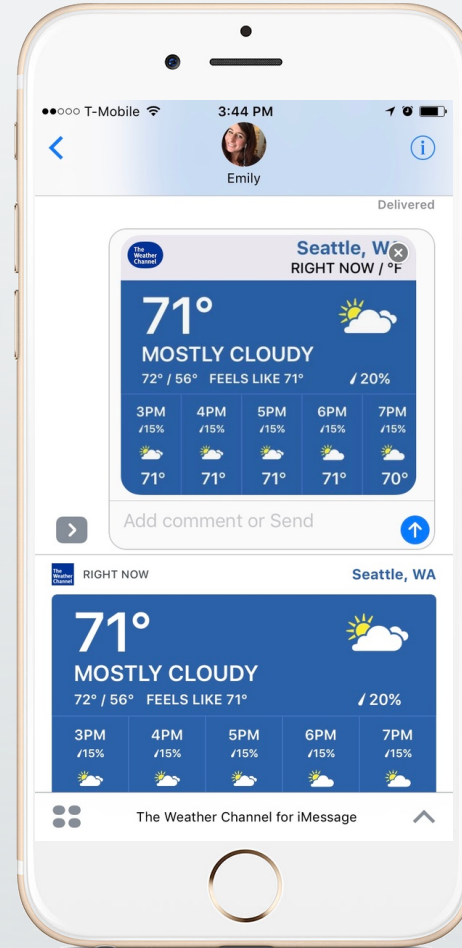 T-Mobile 3:44 PM
Emily
Delivered
The
Weather
Channel
Seattle, W
RIGHT NOW / °F
71°
MOSTLY CLOUDY
72° / 56° FEELS LIKE 71° 20%
3PM 4PM 5PM 6PM 7PM
15% 15% 15% 15% 15%
71° 71° 71° 71° 70°
Add comment or Send
The
Weather
Channel
RIGHT NOW Seattle, WA
71°
MOSTLY CLOUDY
72° / 56° FEELS LIKE 71° 20%
3PM 4PM 5PM 6PM 7PM
15% 15% 15% 15% 15%
The Weather Channel for iMessage